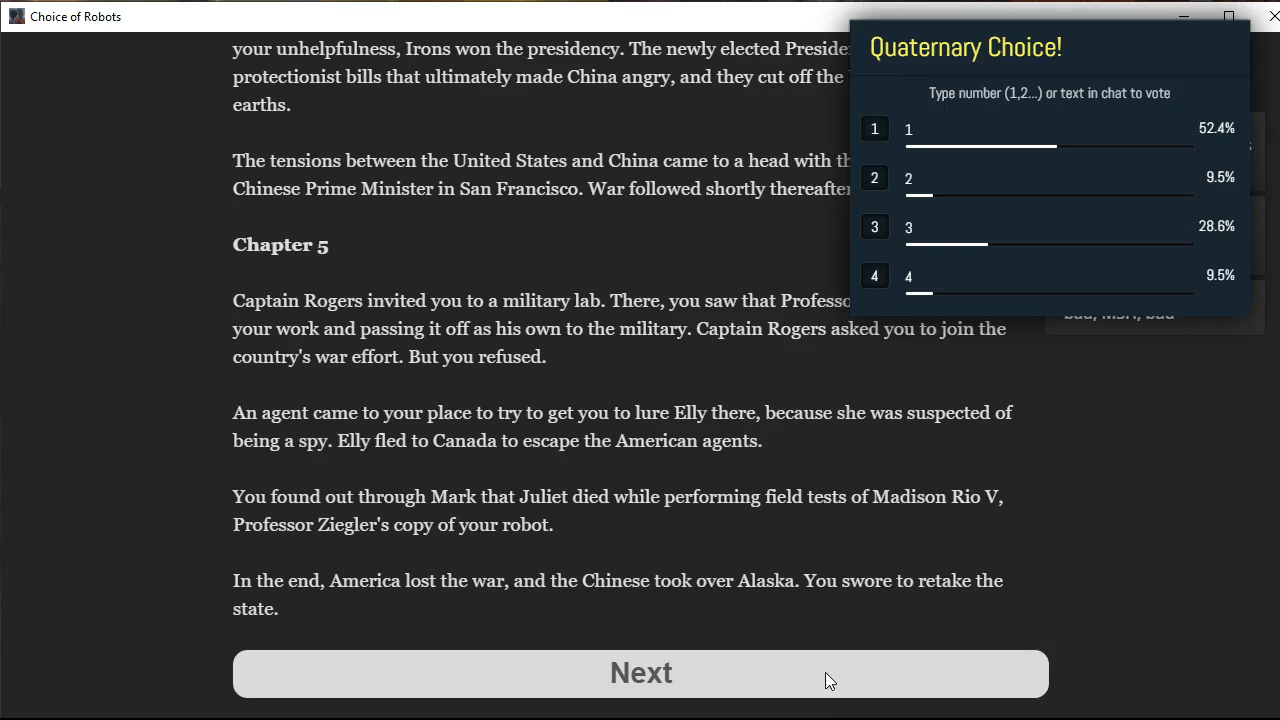 Choice of Robots
your unhelpfulness, Irons won the presidency. The newly elected
protectionist bills that ultimately made China angry, and they cut off the
earths.
The tensions between the United States and China came to a head with
Chinese Prime Minister in San Francisco. War followed shortly thereafter
Chapter 5
Captain Rogers invited you to a military lab. There, you saw that
your work and passing it off as his own to the military. Captain Rogers asked you to join the
country's war effort. But you refused.
An agent came to your place to try to get you to lure Elly there, because she was suspected of
being a spy. Elly fled to Canada to escape the American agents.
You found out through Mark that Juliet died while performing field tests of Madison Rio V,
Professor Ziegler's copy of your robot.
In the end, America lost the war, and the Chinese took over Alaska. You swore to retake the
state.
Next
Quaternary Choice!
Type number (1,2...) or text in chat to vote
1 1 52.4%
2 2 9.5%
3 3 28.6%
4 4 9.5%